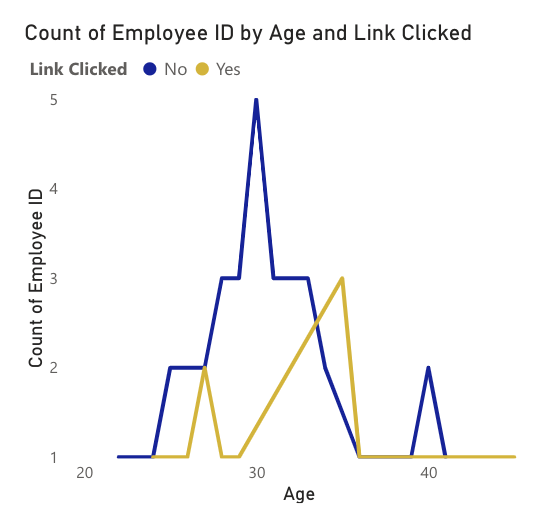 Count of Employee ID by Age and Link Clicked
Link Clicked No Yes
5
4
3
2
1
Count of Employee ID
20 30 40
Age